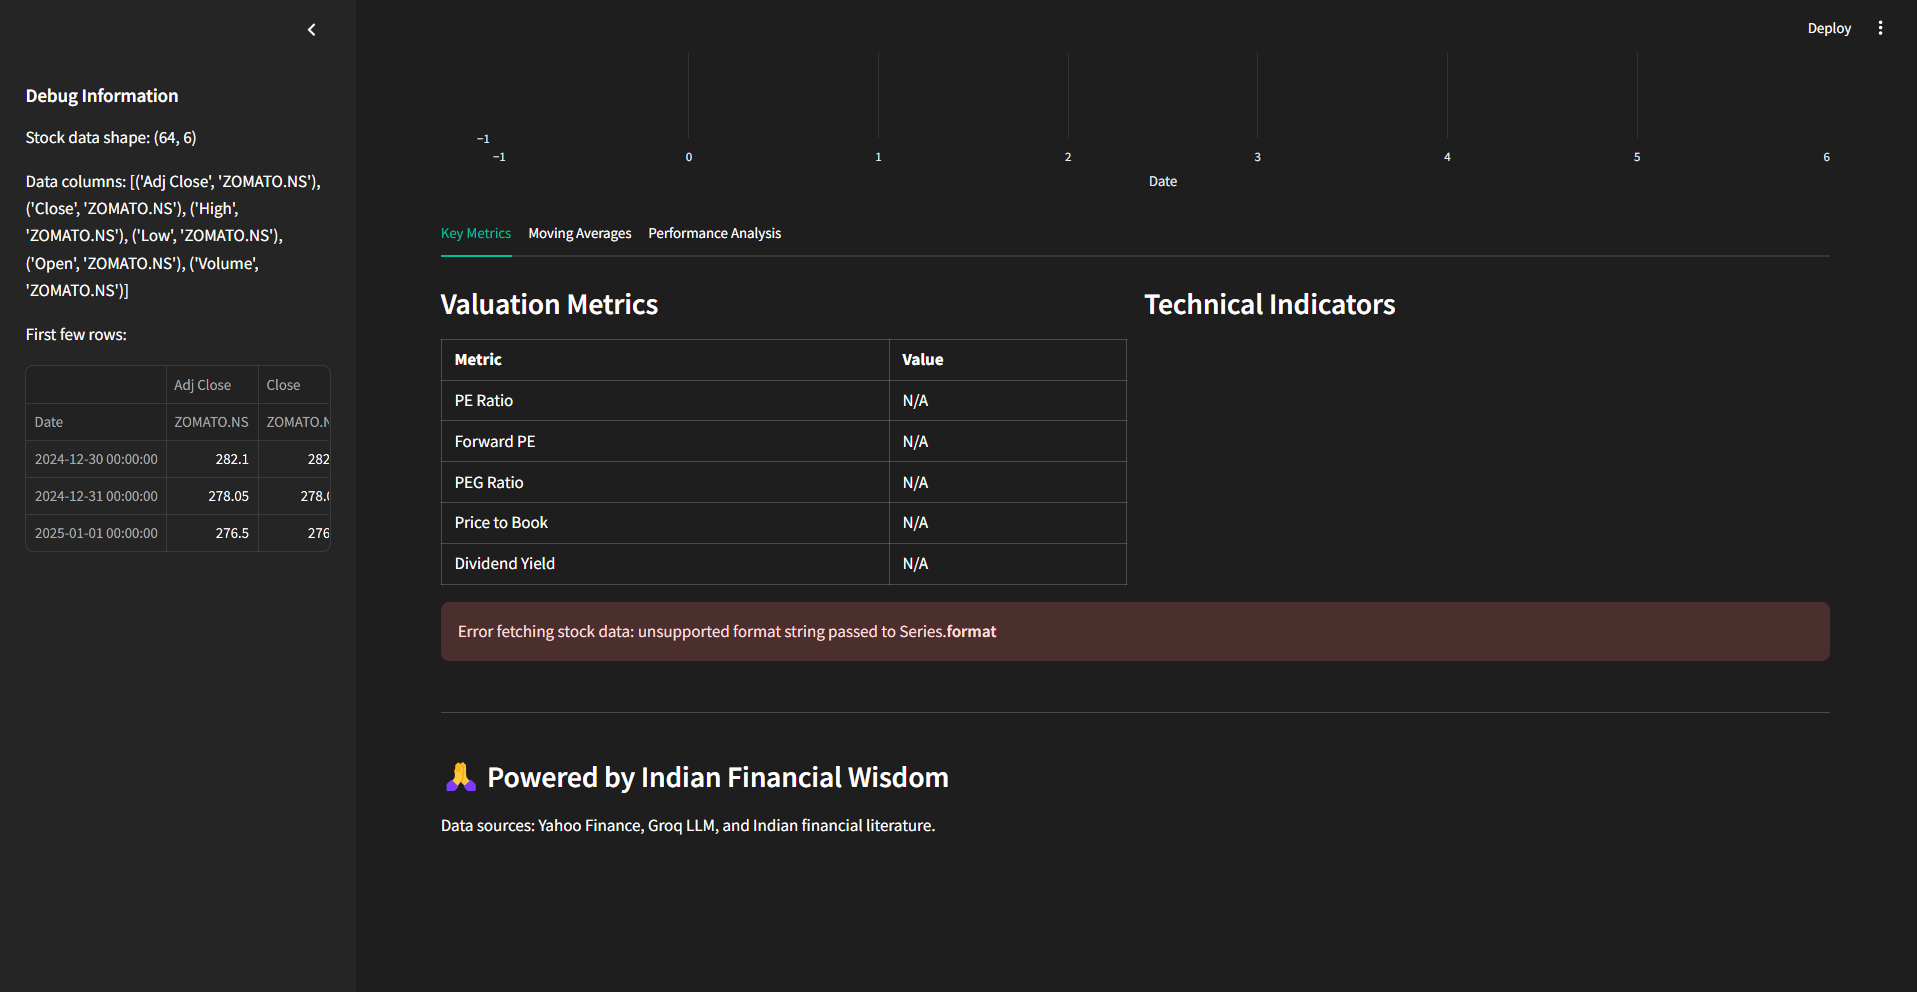 Deploy
Debug Information
Stock data shape: (64, 6)
Data columns: [('Adj Close', 'ZOMATO.NS'),
('Close', 'ZOMATO.NS'), ('High',
'ZOMATO.NS'), ('Low', 'ZOMATO.NS'),
('Open', 'ZOMATO.NS'), ('Volume',
'ZOMATO.NS')]
First few rows:
Adj Close Close
Date ZOMATO.NS ZOMATO.N
2024-12-30 00:00:00 282.1 282
2024-12-31 00:00:00 278.05 278.0
2025-01-01 00:00:00 276.5 276
−1
−1 0 1 2 3 4 5 6
Date
Key Metrics Moving Averages Performance Analysis
Valuation Metrics
Metric Value
PE Ratio N/A
Forward PE N/A
PEG Ratio N/A
Price to Book N/A
Dividend Yield N/A
Technical Indicators
Error fetching stock data: unsupported format string passed to Series.format
🙏 Powered by Indian Financial Wisdom
Data sources: Yahoo Finance, Groq LLM, and Indian financial literature.